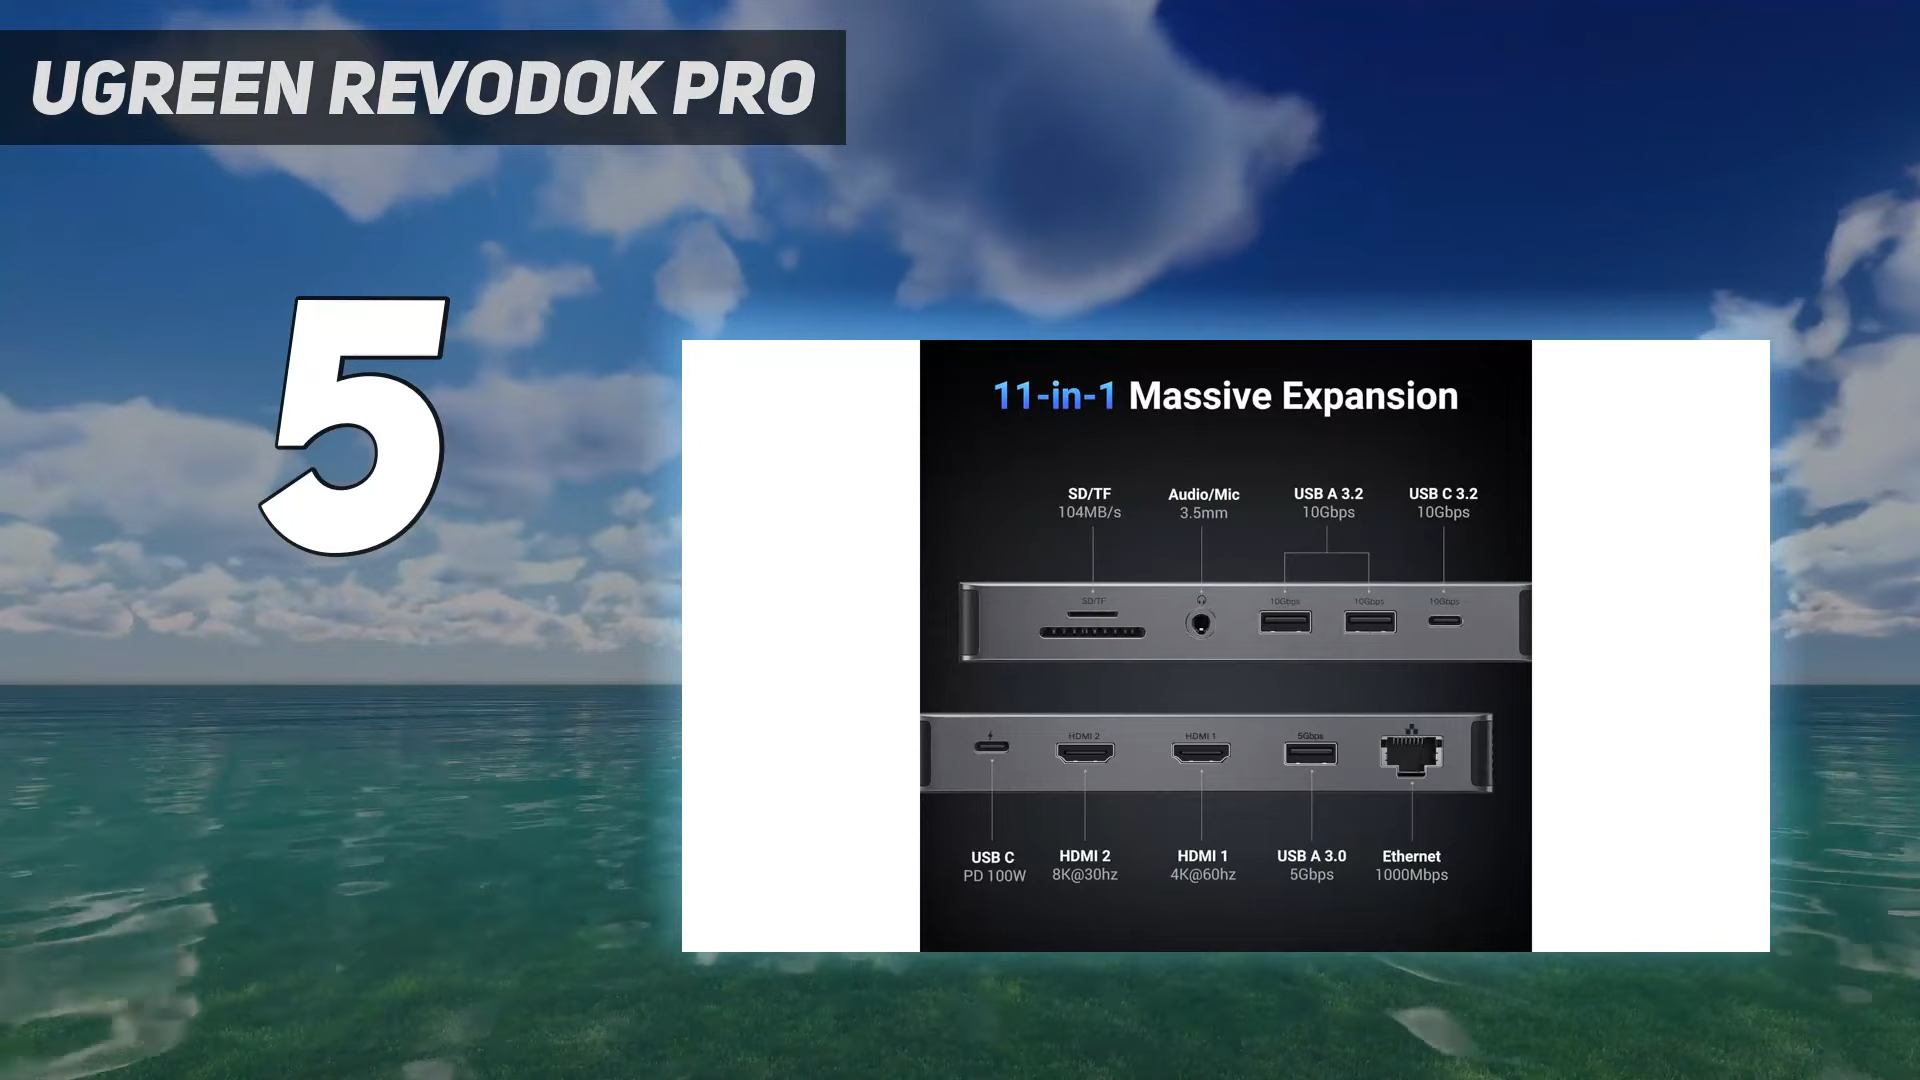 UGREEN REVODOK PRO
5
11-in-1 Massive Expansion
SD/TF Audio/Mic USB A 3.2 USB C 3.2
104MB/s 3.5mm 10Gbps 10Gbps
SD/TF 10Gbps 10Gbps 10Gbps
HDMI 2 HDMI 1 5Gbps
USB C HDMI 2 HDMI 1 USB A 3.0 Ethernet
PD 100W 8K@30hz 4K@60hz 5Gbps 1000Mbps